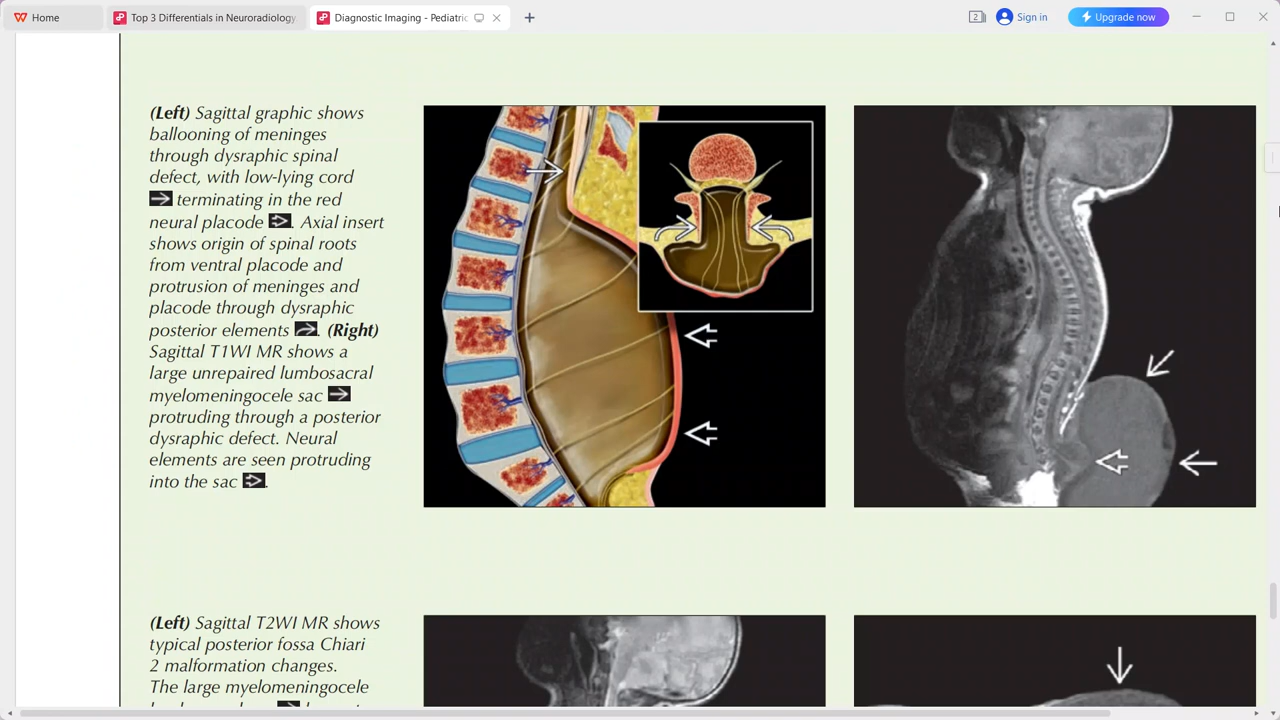 Home
Top 3 Differentials in Neuroradiology.
Diagnostic Imaging - Pediatric
2
Sign in
Upgrade now
(Left) Sagittal graphic shows
ballooning of meninges
through dysraphic spinal
defect, with low-lying cord
terminating in the red
neural placode . Axial insert
shows origin of spinal roots
from ventral placode and
protrusion of meninges and
placode through dysraphic
posterior elements . (Right)
Sagittal T1WI MR shows a
large unrepaired lumbosacral
myelomeningocele sac
protruding through a posterior
dysraphic defect. Neural
elements are seen protruding
into the sac .
(Left) Sagittal T2WI MR shows
typical posterior fossa Chiari
2 malformation changes.
The large myelomeningocele